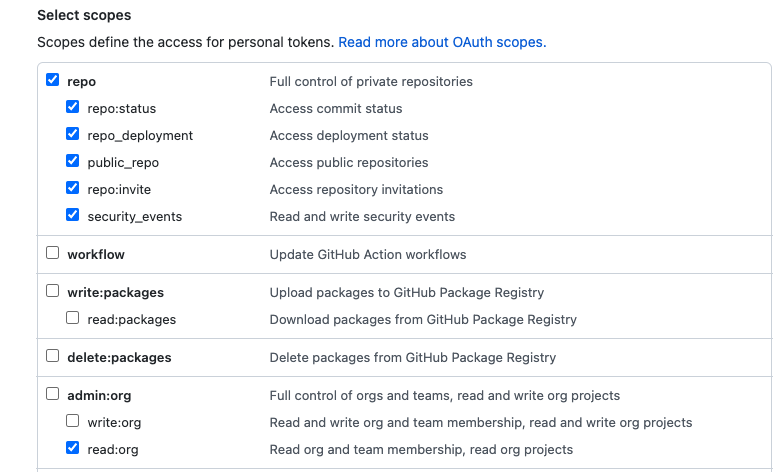 Select scopes
Scopes define the access for personal tokens. Read more about OAuth scopes.
repo Full control of private repositories
repo:status Access commit status
repo_deployment Access deployment status
public_repo Access public repositories
repo:invite Access repository invitations
security_events Read and write security events
workflow Update GitHub Action workflows
write:packages Upload packages to GitHub Package Registry
read:packages Download packages from GitHub Package Registry
delete:packages Delete packages from GitHub Package Registry
admin:org Full control of orgs and teams, read and write org projects
write:org Read and write org and team membership, read and write org projects
read:org Read org and team membership, read org projects